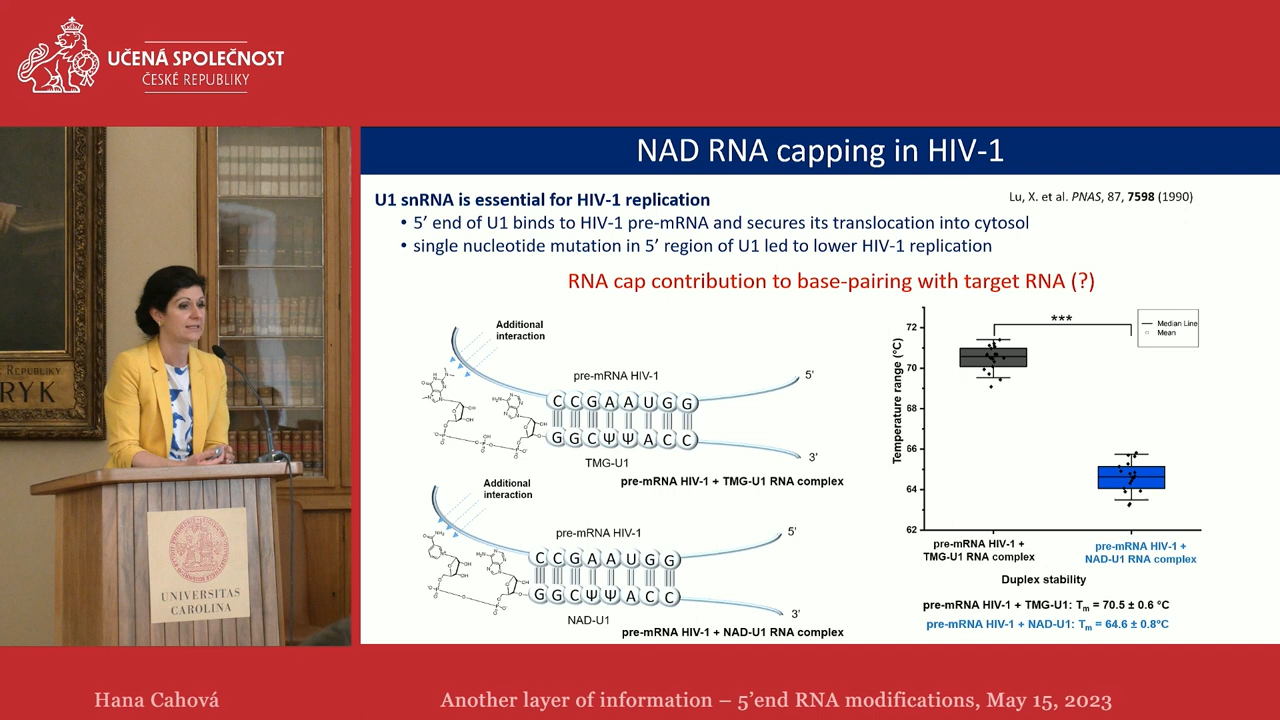 UČENÁ SPOLEČNOST
ČESKÉ REPUBLIKY
REPUBLIKY
RYK
UNIVERSITAS
CAROLINA
NAD RNA capping in HIV-1
U1 snRNA is essential for HIV-1 replication
Lu, X. et al. PNAS, 87, 7598 (1990)
• 5′ end of U1 binds to HIV-1 pre-mRNA and secures its translocation into cytosol
• single nucleotide mutation in 5′ region of U1 led to lower HIV-1 replication
RNA cap contribution to base-pairing with target RNA (?)
Additional
interaction
pre-mRNA HIV-1
5′
CCGAAUGG
GGCΨΨACC
3′
TMG-U1
pre-mRNA HIV-1 + TMG-U1 RNA complex
Additional
interaction
pre-mRNA HIV-1
5′
CCGAAUGG
GGCΨΨACC
3′
NAD-U1
pre-mRNA HIV-1 + NAD-U1 RNA complex
***
Median Line
Mean
Temperature range (°C)
72
70
68
66
64
62
pre-mRNA HIV-1 +
TMG-U1 RNA complex
pre-mRNA HIV-1 +
NAD-U1 RNA complex
Duplex stability
pre-mRNA HIV-1 + TMG-U1: Tm = 70.5 ± 0.6 °C
pre-mRNA HIV-1 + NAD-U1: Tm = 64.6 ± 0.8°C
Hana Cahová
Another layer of information – 5’end RNA modifications, May 15, 2023